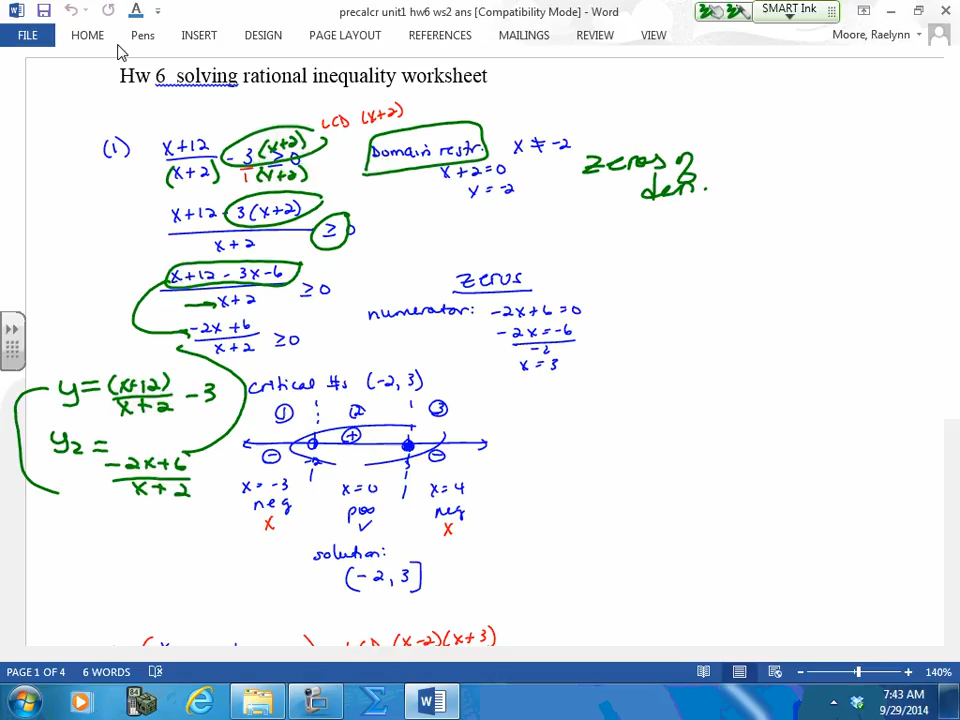 precalcr unit1 hw6 ws2 ans [Compatibility Mode] - Word
SMART Ink
FILE HOME Pens INSERT DESIGN PAGE LAYOUT REFERENCES MAILINGS REVIEW VIEW Moore, Raelynn
Hw 6 solving rational inequality worksheet
LCD (x+2)
(1) x+12/(x+2) - 3(x+2)/1(x+2) ≥ 0
Domain restr. x ≠ -2
x+2=0
x = -2
zeros of den.
x+12 - 3(x+2)/x+2 ≥ 0
x+12 - 3x-6/x+2 ≥ 0
-2x+6/x+2 ≥ 0
zeros
numerator: -2x+6=0
-2x=-6
-2
x=3
y = (x+12)/x+2 - 3
y2 = -2x+6/x+2
critical #s (-2, 3)
① ② ③
- + -
-2 3
x=-3 x=0 x=4
neg pos neg
x ✓ x
solution:
(-2, 3]
LCD (x-2)(x+3)
PAGE 1 OF 4 6 WORDS 140%
7:43 AM
9/29/2014